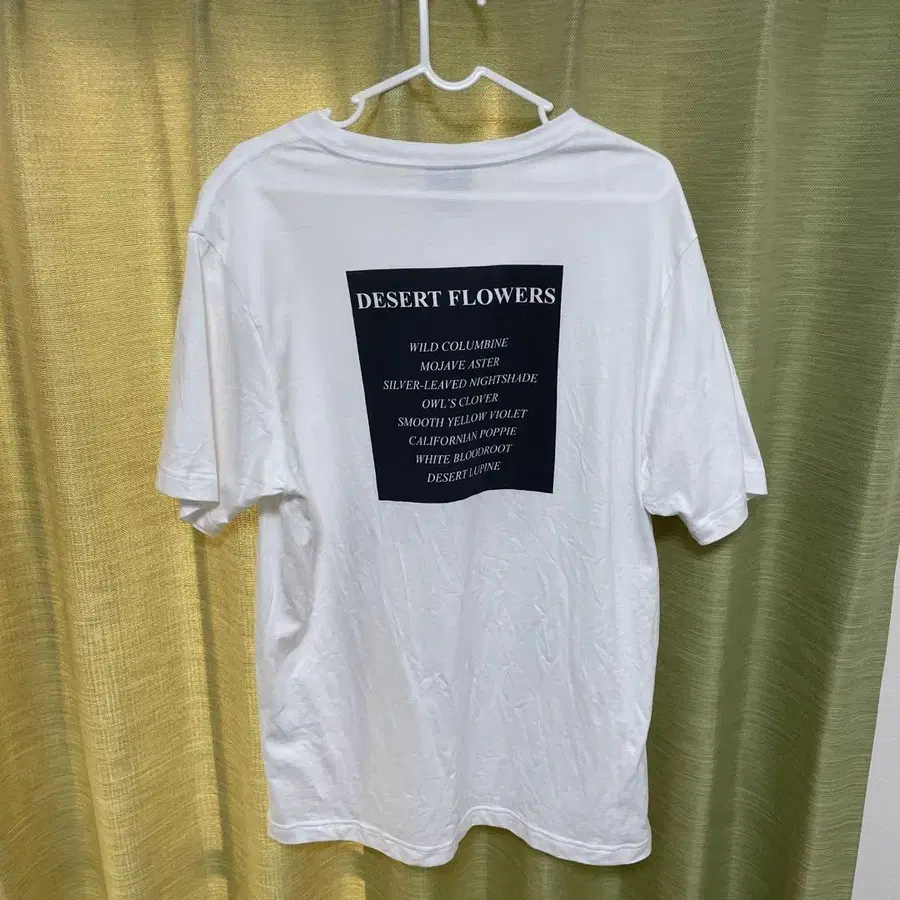 DESERT FLOWERS
WILD COLUMBINE
MOJAVE ASTER
SILVER-LEAVED NIGHTSHADE
OWL'S CLOVER
SMOOTH YELLOW VIOLET
CALIFORNIAN POPPIE
WHITE BLOODROOT
DESERT LUPINE